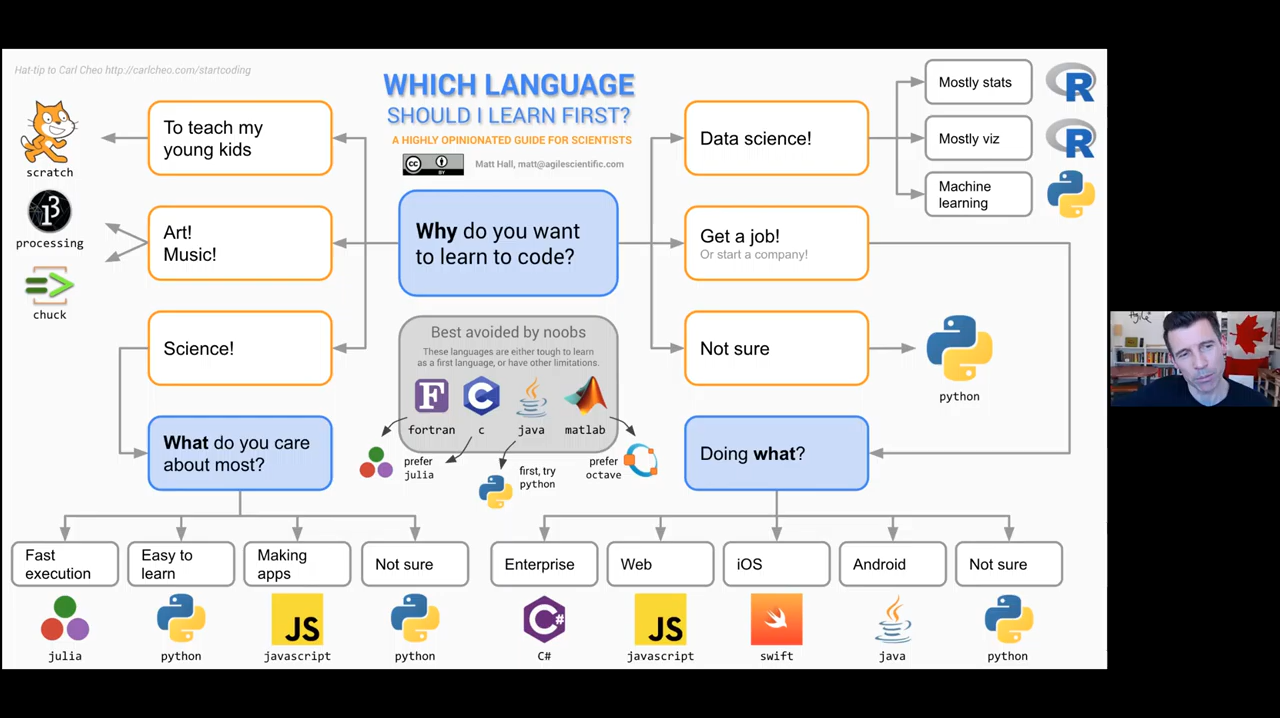 Hat-tip to Carl Cheo http://carlcheo.com/startcoding
WHICH LANGUAGE
SHOULD I LEARN FIRST?
A HIGHLY OPINIONATED GUIDE FOR SCIENTISTS
cc BY
Matt Hall, matt@agilescientific.com
Why do you want
to learn to code?
To teach my
young kids
scratch
Art!
Music!
processing
chuck
Science!
What do you care
about most?
Fast
execution
julia
Easy to
learn
python
Making
apps
JS
javascript
Not sure
python
Best avoided by noobs
These languages are either tough to learn
as a first language, or have other limitations.
F
C
fortran
c
java
matlab
prefer
julia
first, try
python
prefer
octave
Data science!
Mostly stats
R
Mostly viz
R
Machine
learning
Get a job!
Or start a company!
Not sure
python
Doing what?
Enterprise
C#
C#
Web
JS
javascript
iOS
swift
Android
java
Not sure
python
Agile